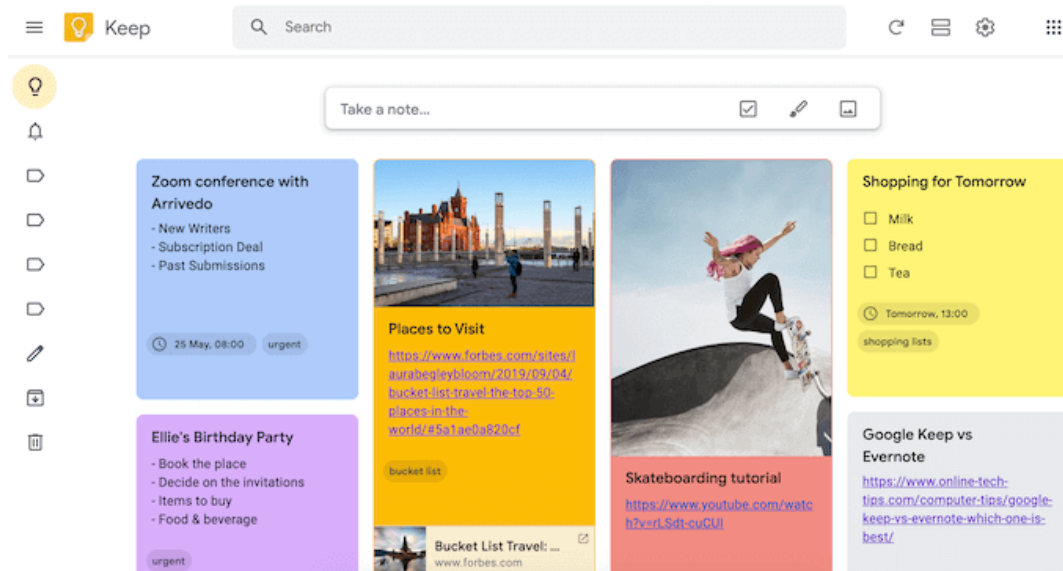 Keep
Search
Take a note...
Zoom conference with
Arrivedo
- New Writers
- Subscription Deal
- Past Submissions
25 May, 08:00
urgent
Ellie's Birthday Party
- Book the place
- Decide on the invitations
- Items to buy
- Food & beverage
urgent
Places to Visit
https://www.forbes.com/sites/l
aurabegleybloom/2019/09/04/
bucket-list-travel-the-top-50-
places-in-the-
world/#5a1ae0a820cf
bucket list
Bucket List Travel: ...
www.forbes.com
Skateboarding tutorial
https://www.youtube.com/watc
h?v=rLSdt-cuCUI
Shopping for Tomorrow
Milk
Bread
Tea
Tomorrow, 13:00
shopping lists
Google Keep vs
Evernote
https://www.online-tech-
tips.com/computer-tips/google-
keep-vs-evernote-which-one-is-
best/